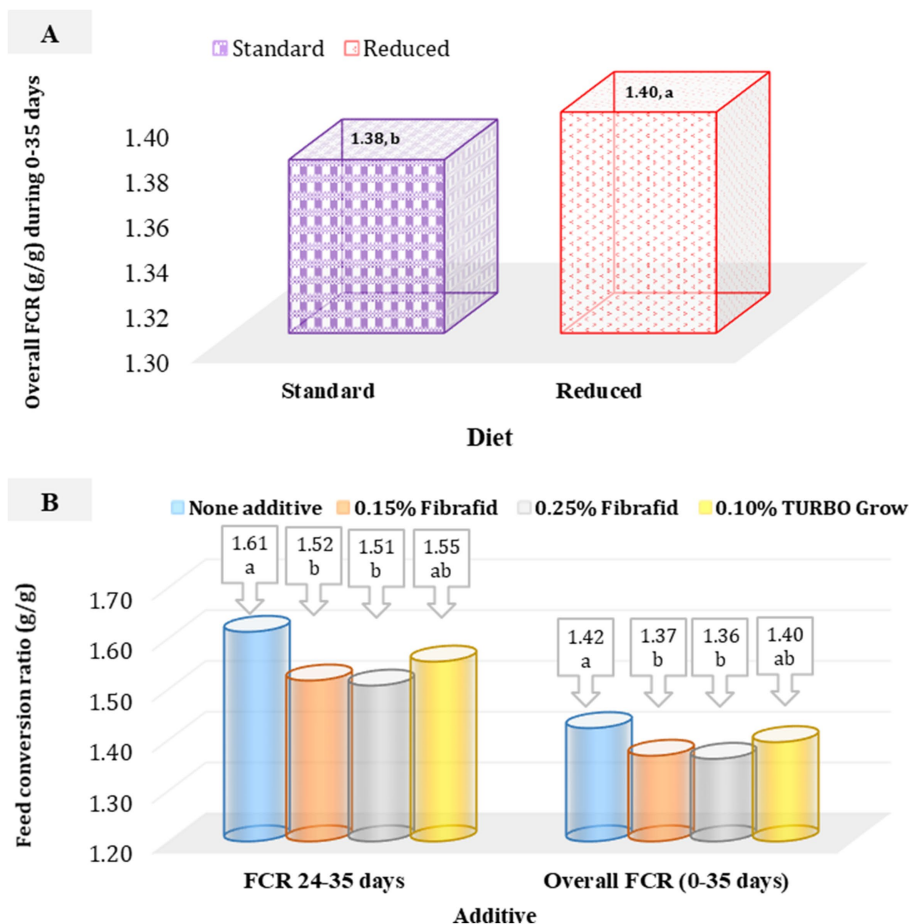 A
Standard Reduced
Overall FCR (g/g) during 0-35 days
1.40
1.38
1.36
1.34
1.32
1.30
1.38, b
1.40, a
Standard Reduced
Diet
B
None additive 0.15% Fibrafid 0.25% Fibrafid 0.10% TURBO Grow
Feed conversion ratio (g/g)
1.70
1.60
1.50
1.40
1.30
1.20
1.61
a
1.52
b
1.51
b
1.55
ab
1.42
a
1.37
b
1.36
b
1.40
ab
FCR 24-35 days Overall FCR (0-35 days)
Additive